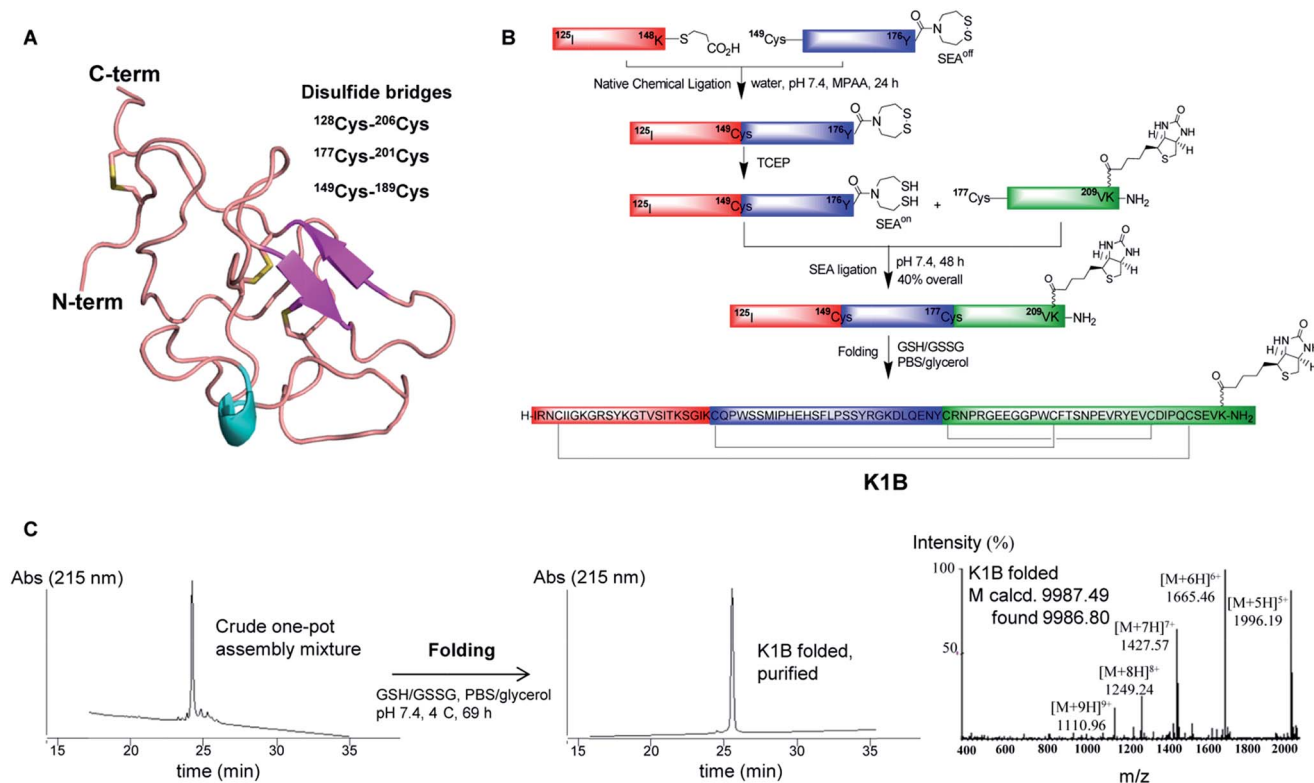 A
C-term
N-term
Disulfide bridges
¹²⁸Cys-²⁰⁶Cys
¹⁷⁷Cys-²⁰¹Cys
¹⁴⁹Cys-¹⁸⁹Cys
B
¹²⁵I ¹⁴⁸K S CO₂H
¹⁴⁹Cys ¹⁷⁶Y O N S S
SEAᵒᶠᶠ
Native Chemical Ligation water, pH 7.4, MPAA, 24 h
¹²⁵I ¹⁴⁹Cys ¹⁷⁶Y O N S S
TCEP
¹²⁵I ¹⁴⁹Cys ¹⁷⁶Y O N SH SH
SEAᵒⁿ
+
¹⁷⁷Cys ²⁰⁹VK NH₂
O S H H HN NH O
SEA ligation pH 7.4, 48 h
40% overall
¹²⁵I ¹⁴⁹Cys ¹⁷⁷Cys ²⁰⁹VK NH₂
O S H H HN NH O
Folding GSH/GSSG
PBS/glycerol
O S H H HN NH O
H-IRNCIIGKGRSYKGTVSITKSGIKCQPWSSMIPHEHSFLPSSYRGKDLQENYCRNPRGEEGGPWCFTSNPEVRYEVCDIPQCSEVK-NH₂
K1B
C
Abs (215 nm)
Crude one-pot
assembly mixture
15 25 35
time (min)
Folding
GSH/GSSG, PBS/glycerol
pH 7.4, 4 C, 69 h
Abs (215 nm)
K1B folded,
purified
15 25 35
time (min)
Intensity (%)
100
50
K1B folded
M calcd. 9987.49
found 9986.80
[M+6H]⁶⁺
1665.46
[M+5H]⁵⁺
1996.19
[M+7H]⁷⁺
1427.57
[M+8H]⁸⁺
1249.24
[M+9H]⁹⁺
1110.96
400 600 800 1000 1200 1400 1600 1800 2000
m/z